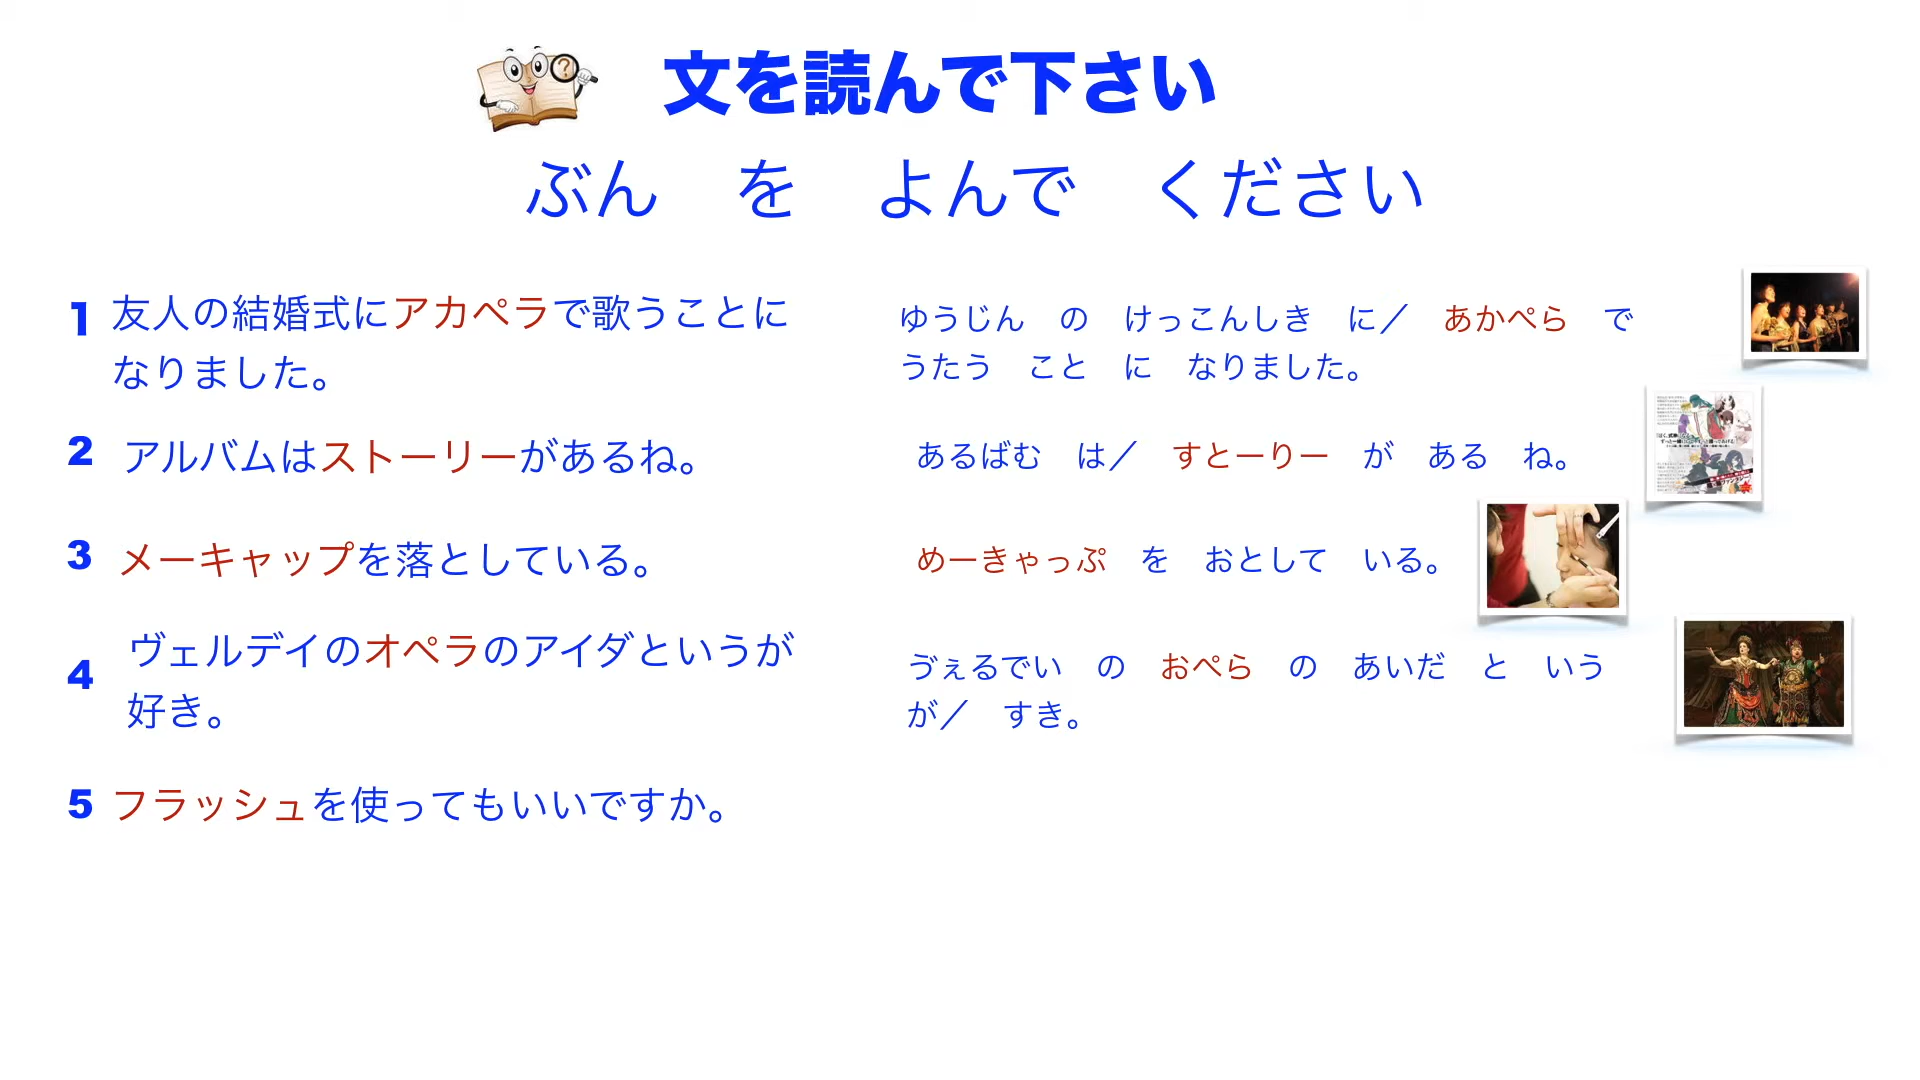 文を読んで下さい
ぶん　を　よんで　ください
1 友人の結婚式にアカペラで歌うことに
なりました。
ゆうじん　の　けっこんしき　に／　あかぺら　で
うたう　こと　に　なりました。
2 アルバムはストーリーがあるね。
あるばむ　は／　すとーりー　が　ある　ね。
3 メーキャップを落としている。
めーきゃっぷ　を　おとして　いる。
4 ヴェルデイのオペラのアイダというが
好き。
ゔぇるでい　の　おぺら　の　あいだ　と　いう
が／　すき。
5 フラッシュを使ってもいいですか。